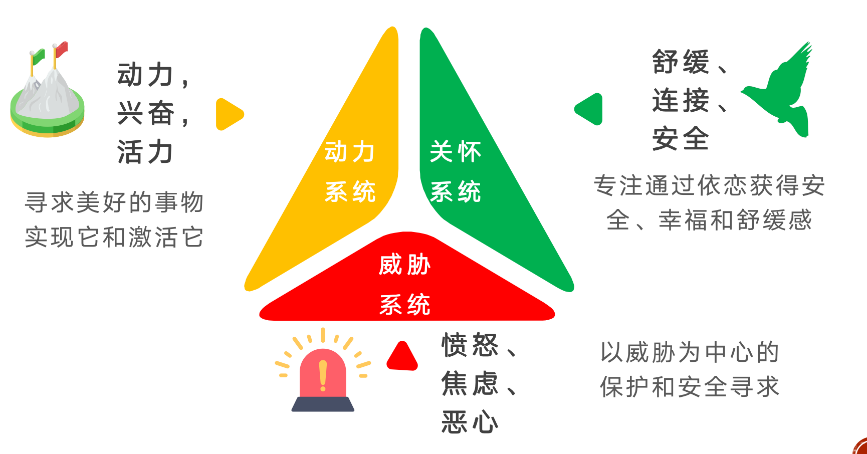 动力，
兴奋，
活力
寻求美好的事物
实现它和激活它
动力
系统
关怀
系统
舒缓、
连接、
安全
专注通过依恋获得安
全、幸福和舒缓感
威胁
系统
愤怒、
焦虑、
恶心
以威胁为中心的
保护和安全寻求